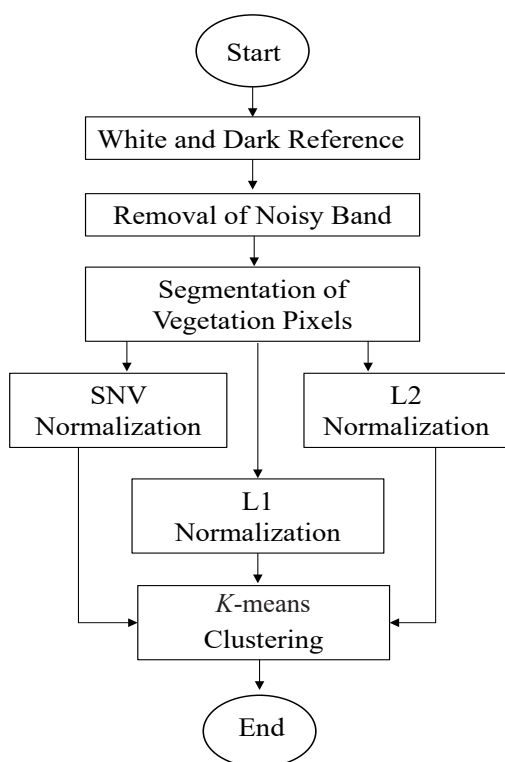 Start
White and Dark Reference
Removal of Noisy Band
Segmentation of
Vegetation Pixels
SNV
Normalization
L2
Normalization
L1
Normalization
K-means
Clustering
End